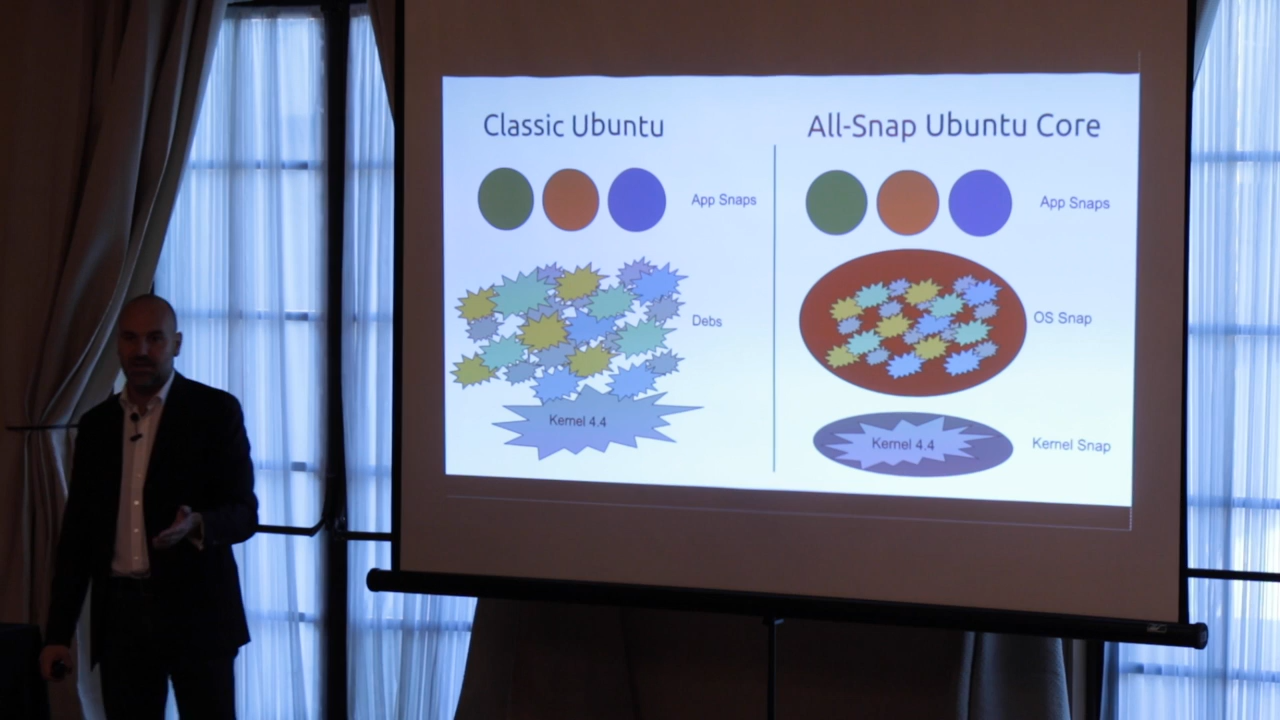 Classic Ubuntu
App Snaps
Debs
Kernel 4.4
All-Snap Ubuntu Core
App Snaps
OS Snap
Kernel 4.4
Kernel Snap